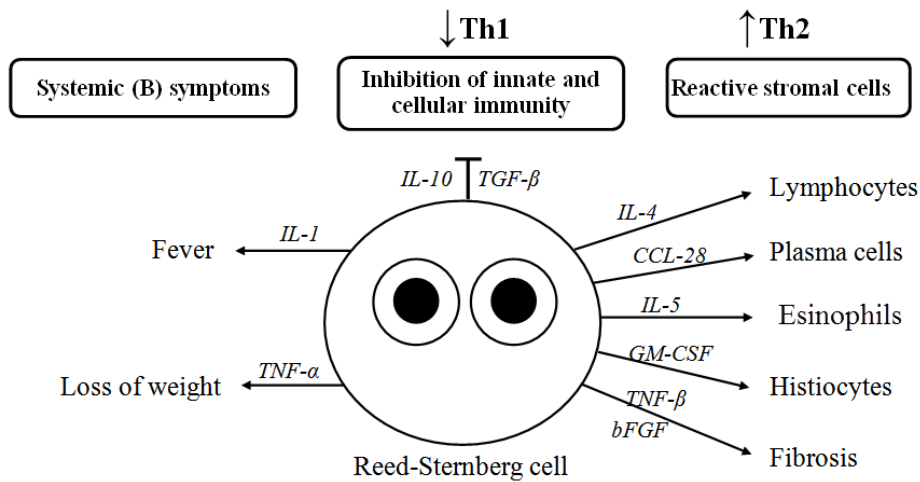 ↓Th1
↑Th2
Systemic (B) symptoms
Inhibition of innate and
cellular immunity
Reactive stromal cells
IL-10
TGF-β
Lymphocytes
IL-4
Fever
IL-1
CCL-28
Plasma cells
IL-5
Esinophils
GM-CSF
Histiocytes
Loss of weight
TNF-α
TNF-β
bFGF
Fibrosis
Reed-Sternberg cell